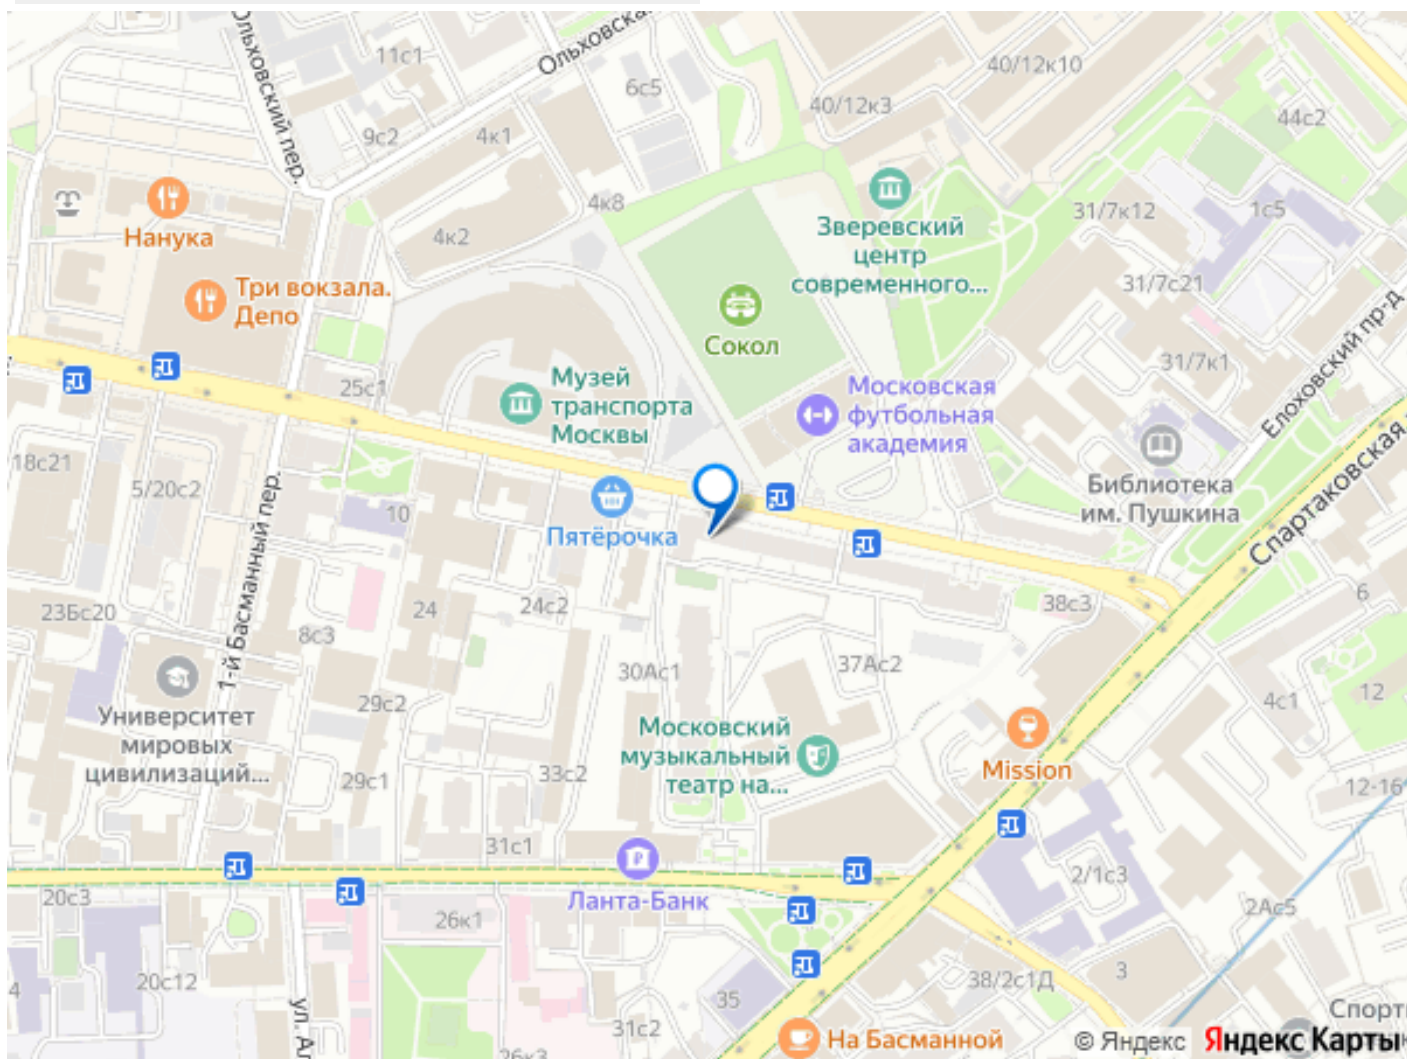 Ольховский пер.
11с1
Ольховская
6с5
40/12к10
40/12к3
44с2
9с2
4к1
4к8
4к2
Нанука
Три вокзала.
Депо
Зверевский
центр
современного...
31/7к12
1с5
31/7с21
31/7к1
Елоховский пр-д
Сокол
25с1
Музей
транспорта
Москвы
Московская
футбольная
академия
Библиотека
им. Пушкина
Спартаковская
18с21
5/20с2
10
Пятёрочка
1-й Басманный пер.
23Бс20
8с3
24
24с2
38с3
6
30Ас1
37Ас2
12
4с1
Университет
мировых
цивилизаций...
29с2
29с1
33с2
Московский
музыкальный
театр на...
Mission
12-16
31с1
Ланта-Банк
20с3
26к1
2/1с3
2Ас5
4
20с12
35
38/2с1Д
3
31с2
26к3
На Басманной
Спорт
© Яндекс Яндекс Карты